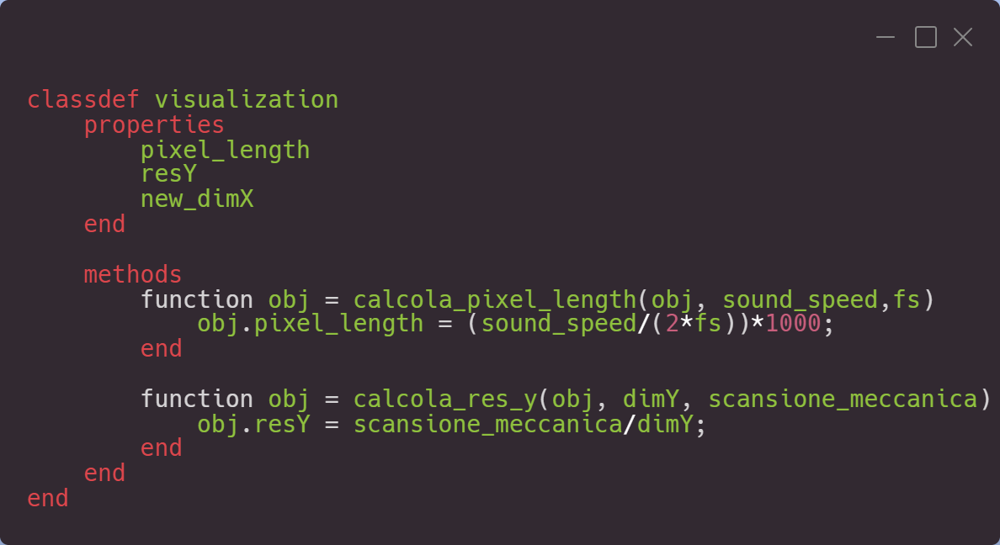 classdef visualization
    properties
        pixel_length
        resY
        new_dimX
    end

    methods
        function obj = calcola_pixel_length(obj, sound_speed,fs)
            obj.pixel_length = (sound_speed/(2*fs))*1000;
        end

        function obj = calcola_res_y(obj, dimY, scansione_meccanica)
            obj.resY = scansione_meccanica/dimY;
        end
    end
end